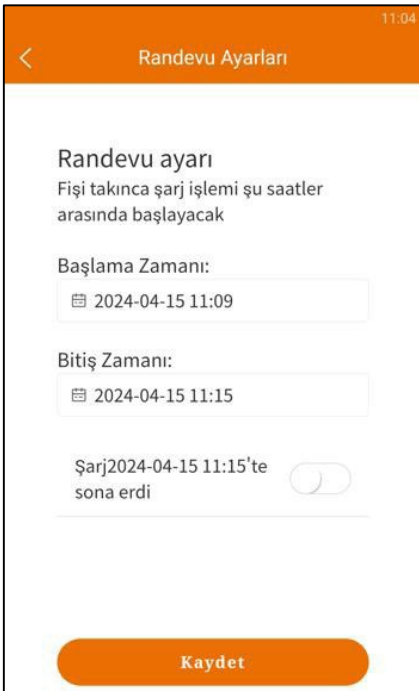 11:04
Randevu Ayarları
Randevu ayarı
Fişi takınca şarj işlemi şu saatler
arasında başlayacak
Başlama Zamanı:
2024-04-15 11:09
Bitiş Zamanı:
2024-04-15 11:15
Şarj2024-04-15 11:15'te
sona erdi
Kaydet